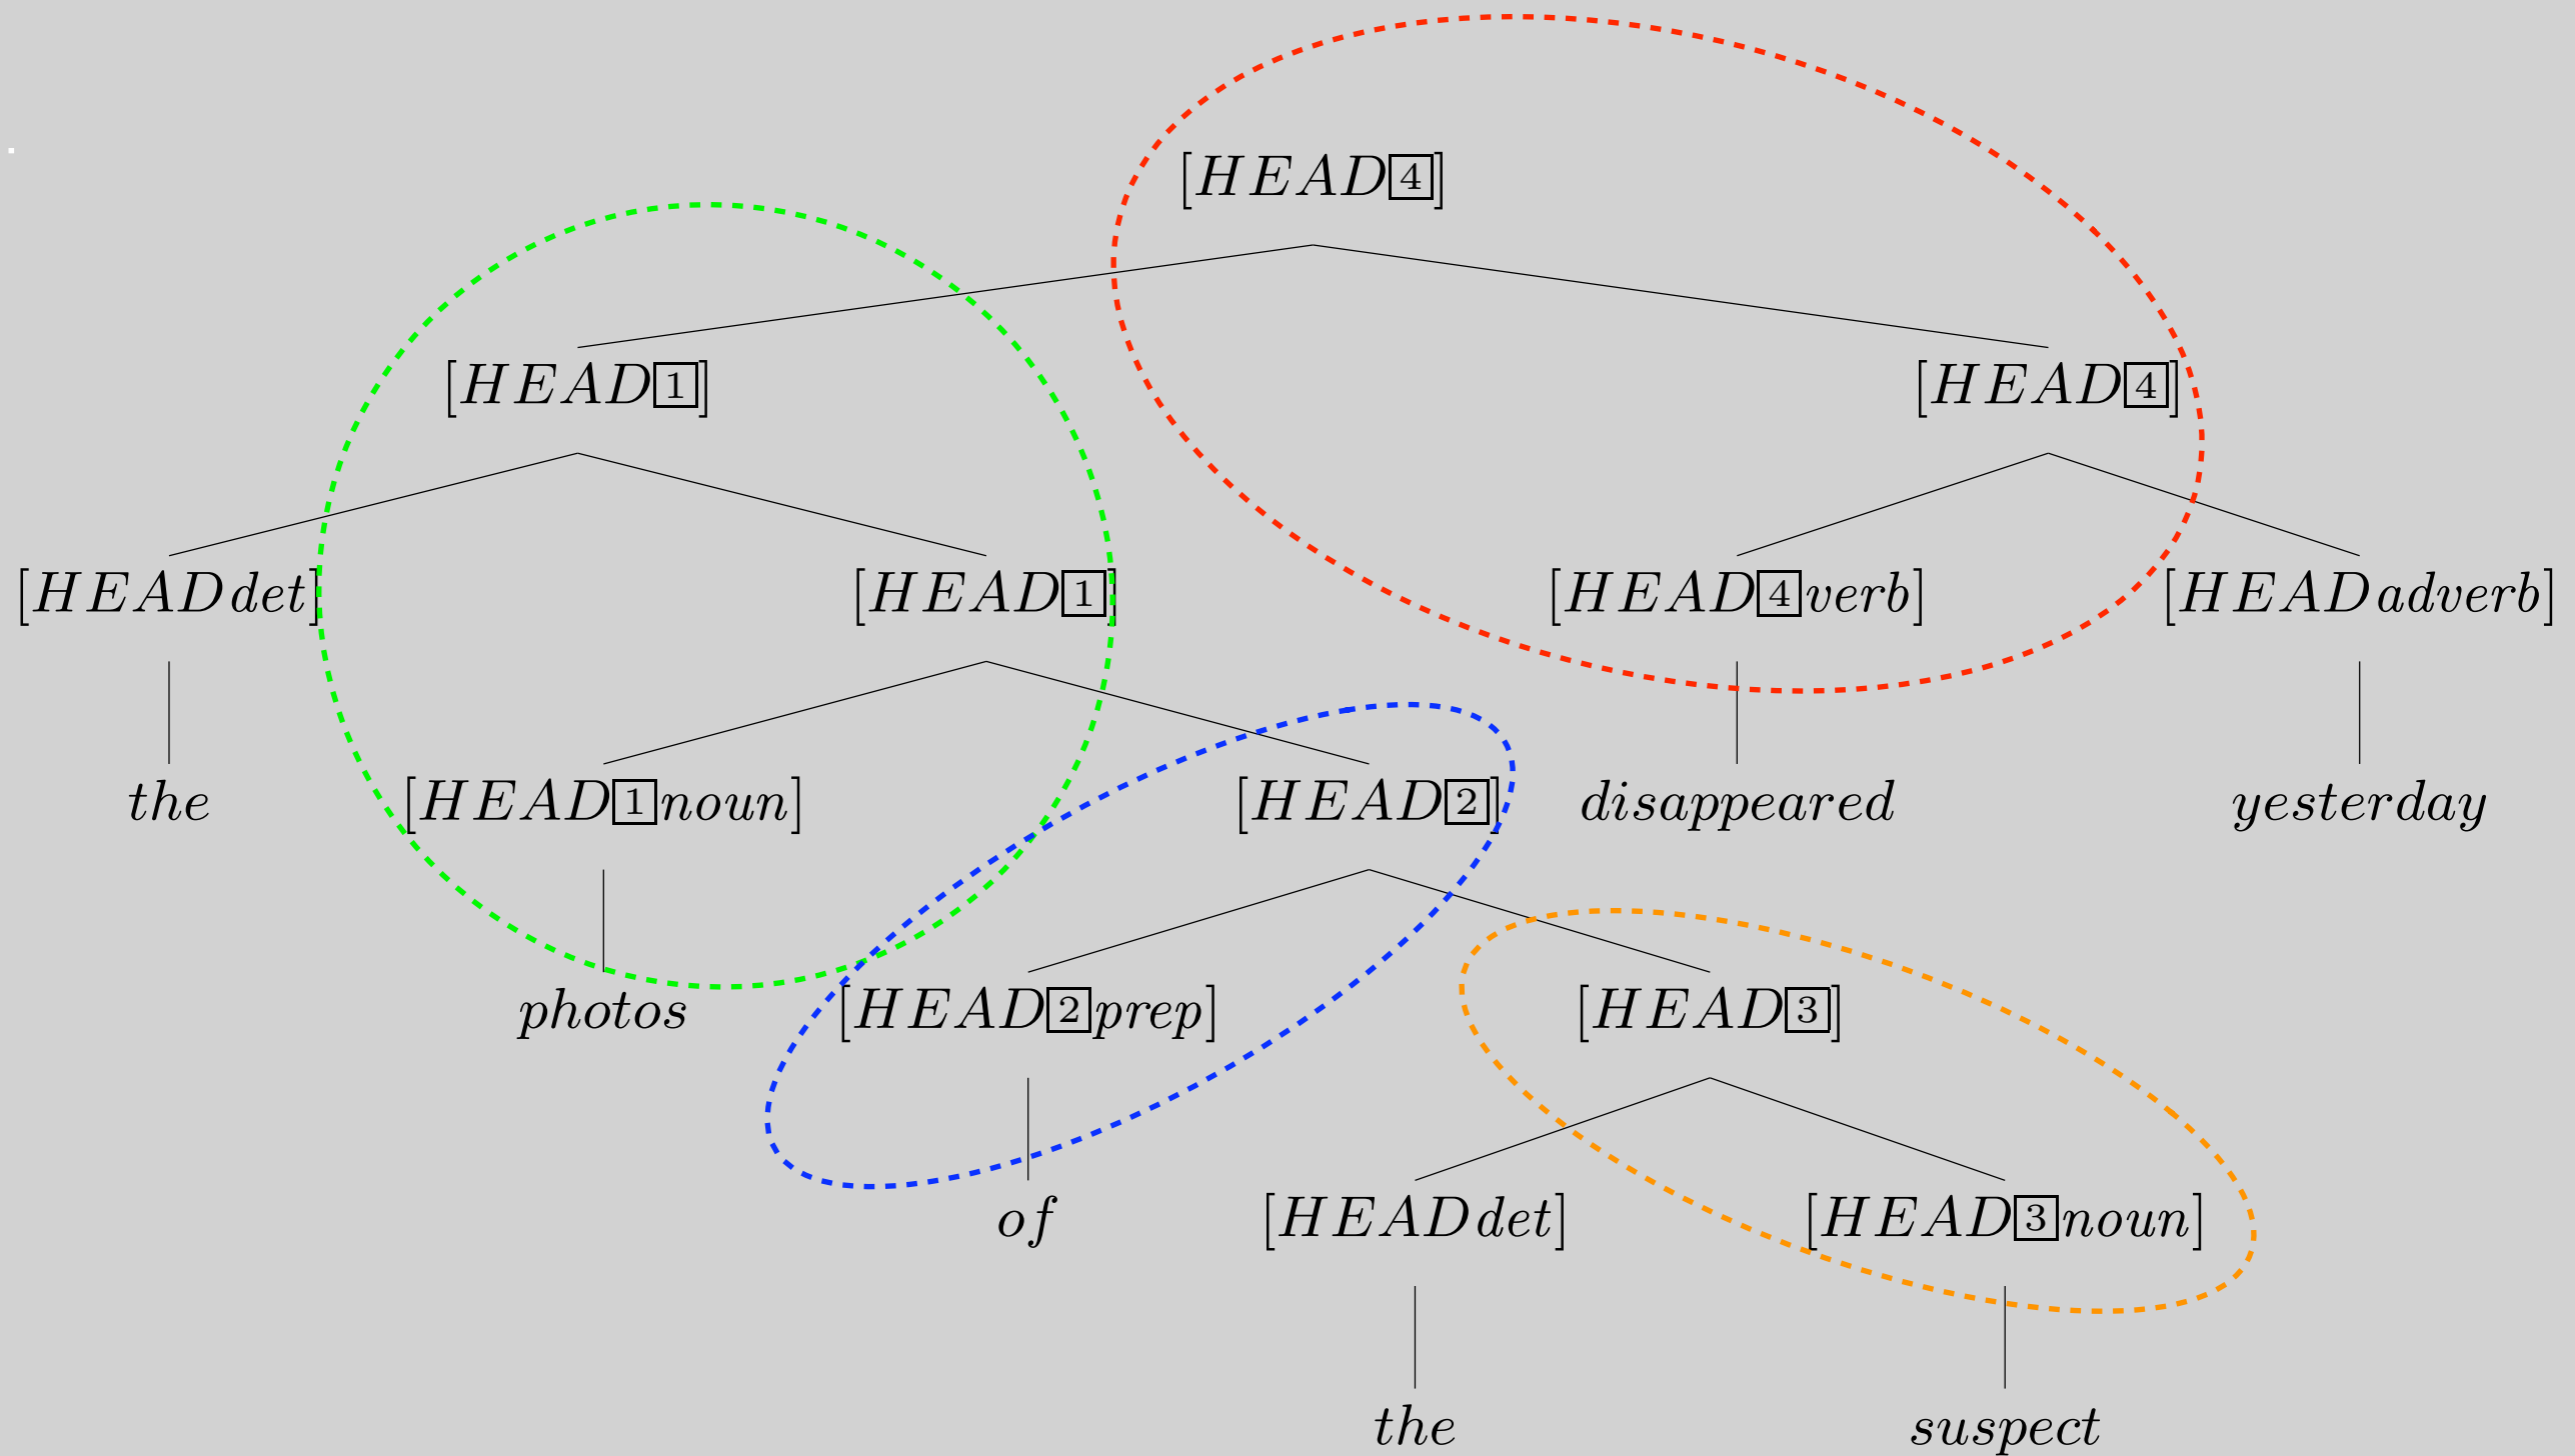 [HEAD 4]
[HEAD 1] [HEAD 4]
[HEAD det] [HEAD 1] [HEAD 4 verb] [HEAD adverb]
the [HEAD 1 noun] [HEAD 2] disappeared yesterday
photos [HEAD 2 prep] [HEAD 3]
of [HEAD det] [HEAD 3 noun]
the suspect